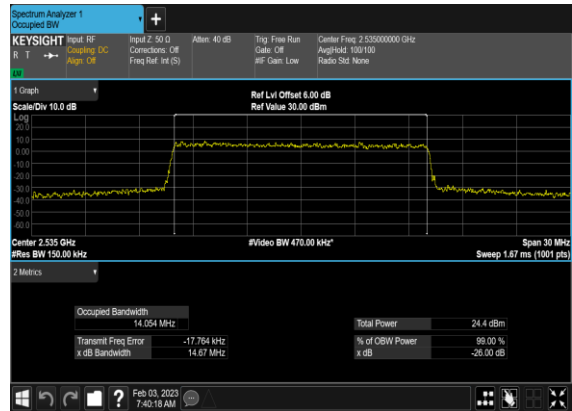 Spectrum Analyzer 1
Occupied BW
+
KEYSIGHT Input: RF Input Z: 50 Ω Atten: 40 dB Trig: Free Run Center Freq: 2.535000000 GHz
R T Coupling: DC Corrections: Off Gate: Off Avg|Hold: 100/100
Align: Off Freq Ref: Int (S) #IF Gain: Low Radio Std: None
LW
1 Graph
Ref Lvl Offset 6.00 dB
Scale/Div 10.0 dB Ref Value 30.00 dBm
Log
20.0
10.0
0.00
-10.0
-20.0
-30.0
-40.0
-50.0
-60.0
Center 2.535 GHz #Video BW 470.00 kHz* Span 30 MHz
#Res BW 150.00 kHz Sweep 1.67 ms (1001 pts)
2 Metrics
Occupied Bandwidth
14.054 MHz Total Power 24.4 dBm
Transmit Freq Error -17.764 kHz % of OBW Power 99.00 %
x dB Bandwidth 14.67 MHz x dB -26.00 dB
? Feb 03, 2023
7:40:18 AM